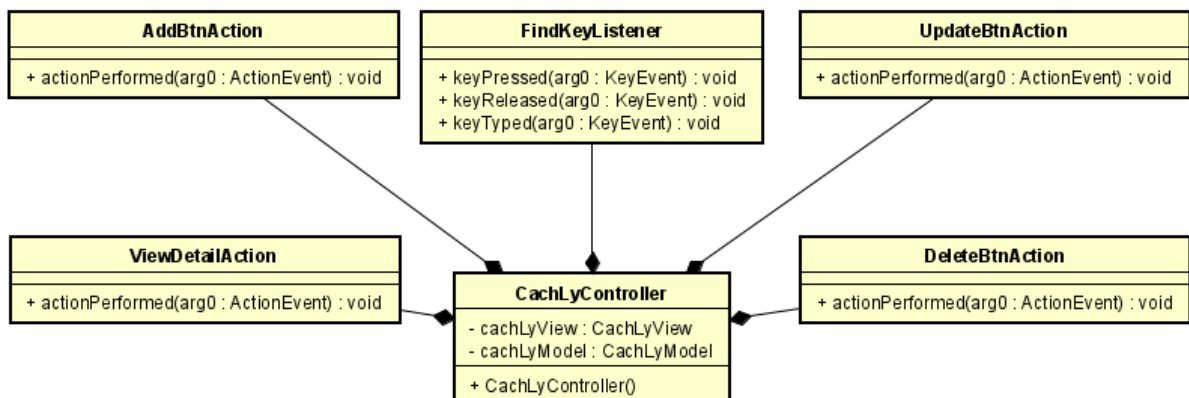 AddBtnAction
+ actionPerformed(arg0 : ActionEvent) : void
FindKeyListener
+ keyPressed(arg0 : KeyEvent) : void
+ keyReleased(arg0 : KeyEvent) : void
+ keyTyped(arg0 : KeyEvent) : void
UpdateBtnAction
+ actionPerformed(arg0 : ActionEvent) : void
ViewDetailAction
+ actionPerformed(arg0 : ActionEvent) : void
CachLyController
- cachLyView : CachLyView
- cachLyModel : CachLyModel
+ CachLyController()
DeleteBtnAction
+ actionPerformed(arg0 : ActionEvent) : void